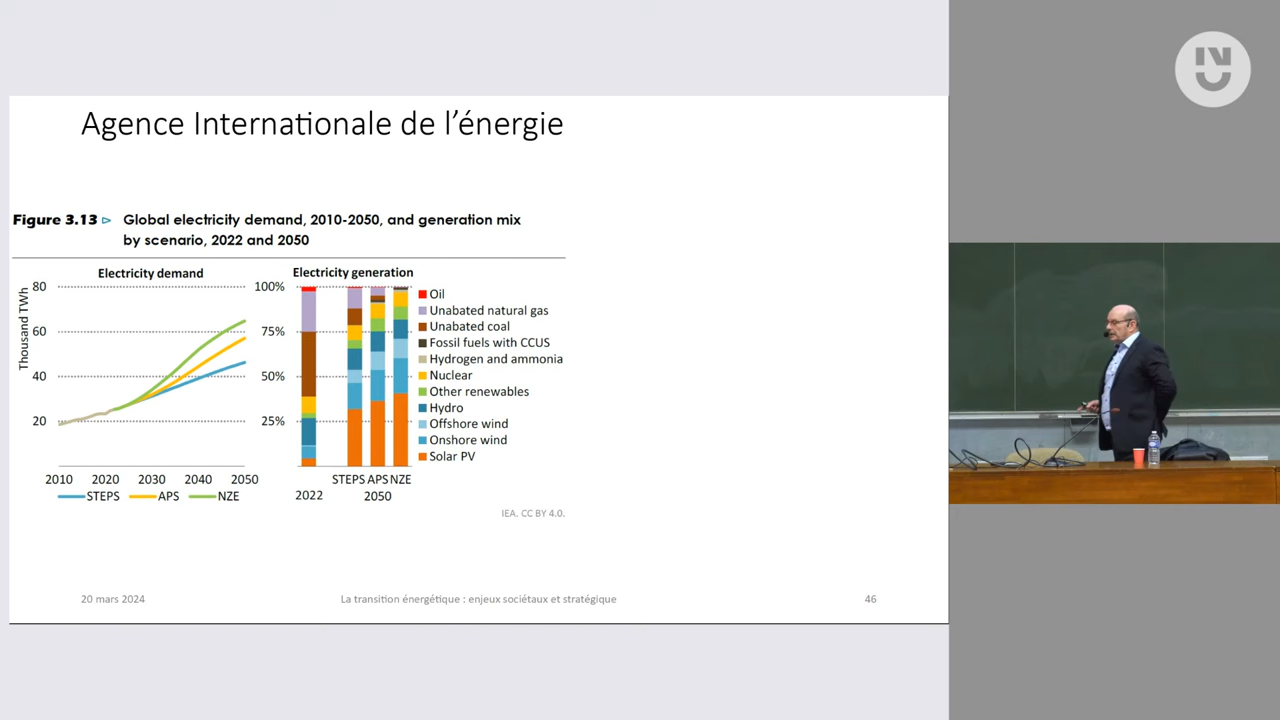 Agence Internationale de l'énergie
Figure 3.13 ▷ Global electricity demand, 2010-2050, and generation mix
by scenario, 2022 and 2050
Electricity demand
Thousand TWh
80
60
40
20
2010 2020 2030 2040 2050
STEPS APS NZE
Electricity generation
100%
75%
50%
25%
STEPS APS NZE
2022 2050
Oil
Unabated natural gas
Unabated coal
Fossil fuels with CCUS
Hydrogen and ammonia
Nuclear
Other renewables
Hydro
Offshore wind
Onshore wind
Solar PV
IEA. CC BY 4.0.
20 mars 2024 La transition énergétique : enjeux sociétaux et stratégique 46